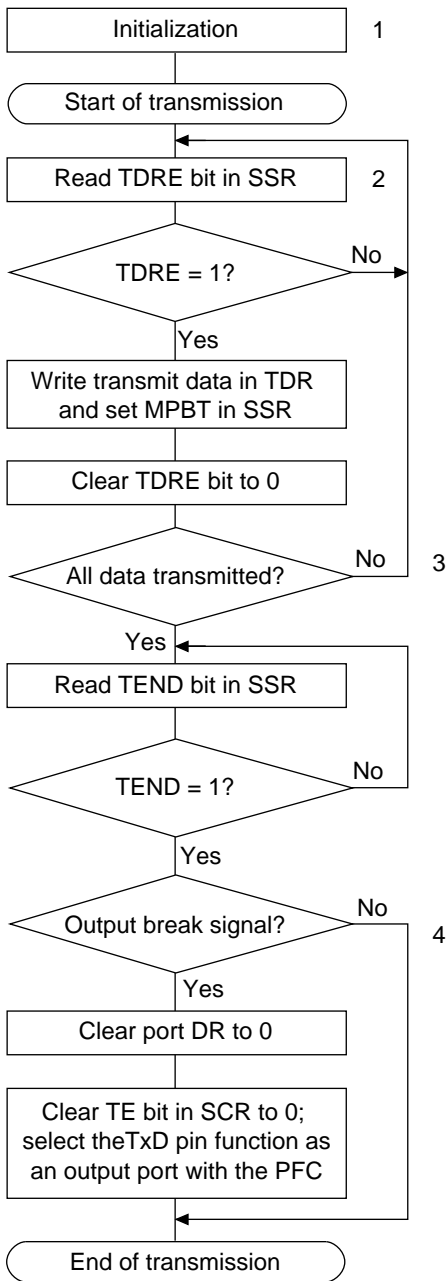 Initialization 1
Start of transmission
Read TDRE bit in SSR 2
TDRE = 1?
No
Yes
Write transmit data in TDR
and set MPBT in SSR
Clear TDRE bit to 0
All data transmitted?
No
3
Yes
Read TEND bit in SSR
TEND = 1?
No
Yes
Output break signal?
No
4
Yes
Clear port DR to 0
Clear TE bit in SCR to 0;
select theTxD pin function as
an output port with the PFC
End of transmission